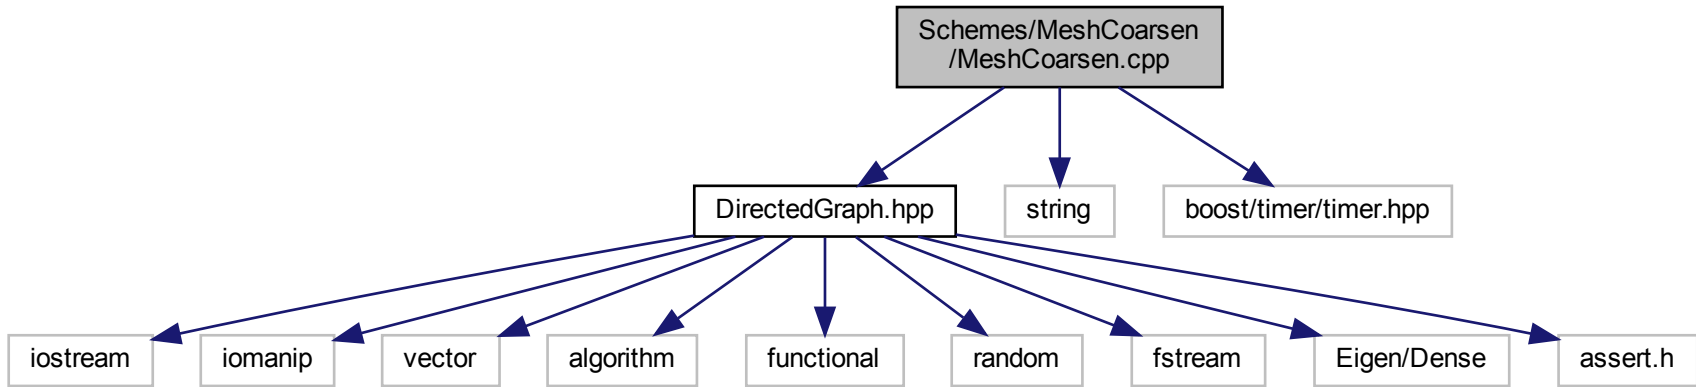 Schemes/MeshCoarsen
/MeshCoarsen.cpp
DirectedGraph.hpp
string
boost/timer/timer.hpp
iostream
iomanip
vector
algorithm
functional
random
fstream
Eigen/Dense
assert.h